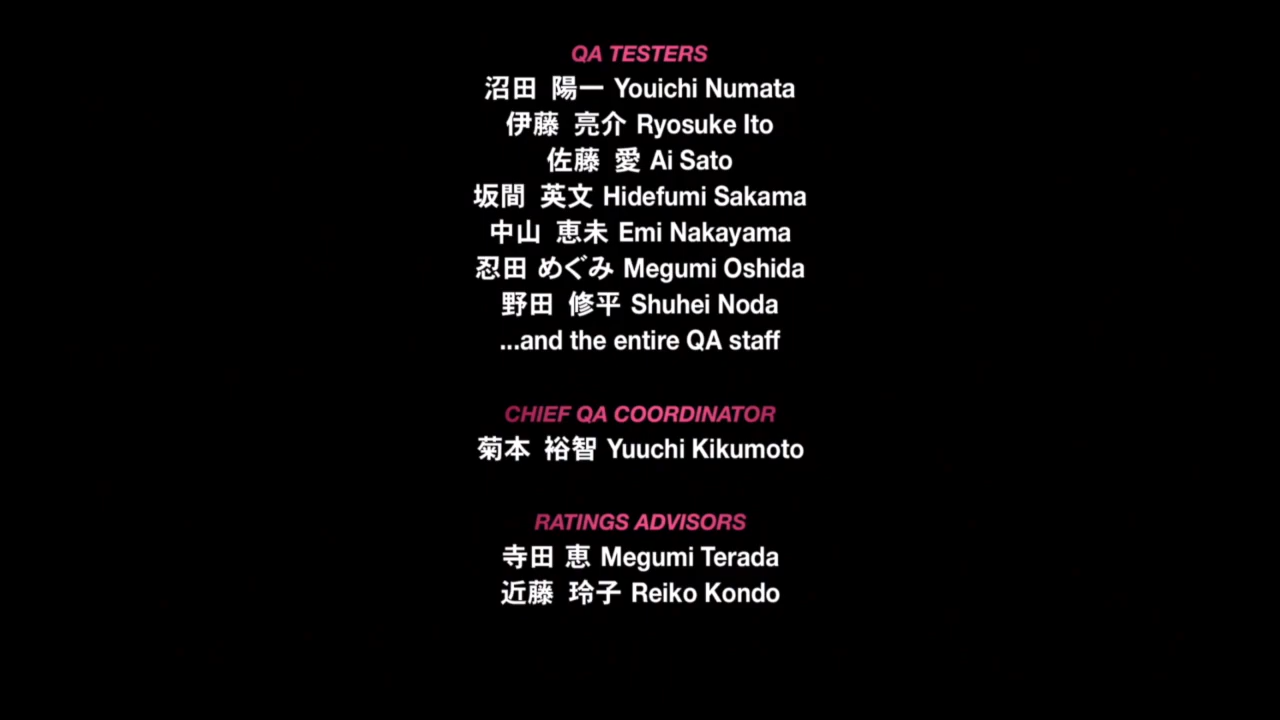 QA TESTERS
沼田 陽一 Youichi Numata
伊藤 亮介 Ryosuke Ito
佐藤 愛 Ai Sato
坂間 英文 Hidefumi Sakama
中山 恵未 Emi Nakayama
忍田 めぐみ Megumi Oshida
野田 修平 Shuhei Noda
...and the entire QA staff
CHIEF QA COORDINATOR
菊本 裕智 Yuuchi Kikumoto
RATINGS ADVISORS
寺田 恵 Megumi Terada
近藤 玲子 Reiko Kondo